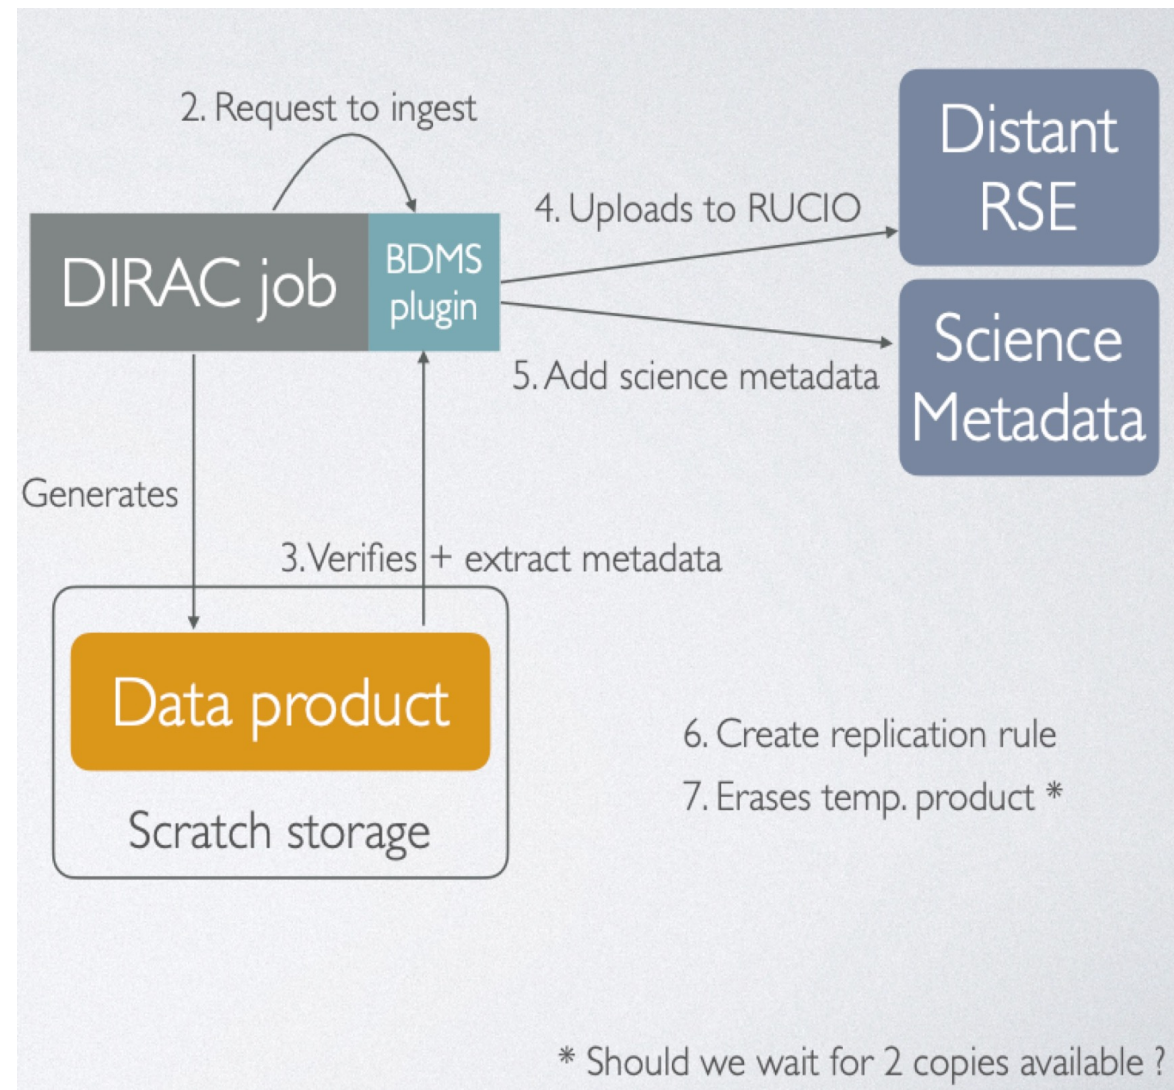 2. Request to ingest
Distant
RSE
4. Uploads to RUCIO
DIRAC job
BDMS
plugin
Science
Metadata
5. Add science metadata
Generates
3. Verifies + extract metadata
Data product
Scratch storage
6. Create replication rule
7. Erases temp. product *
* Should we wait for 2 copies available ?